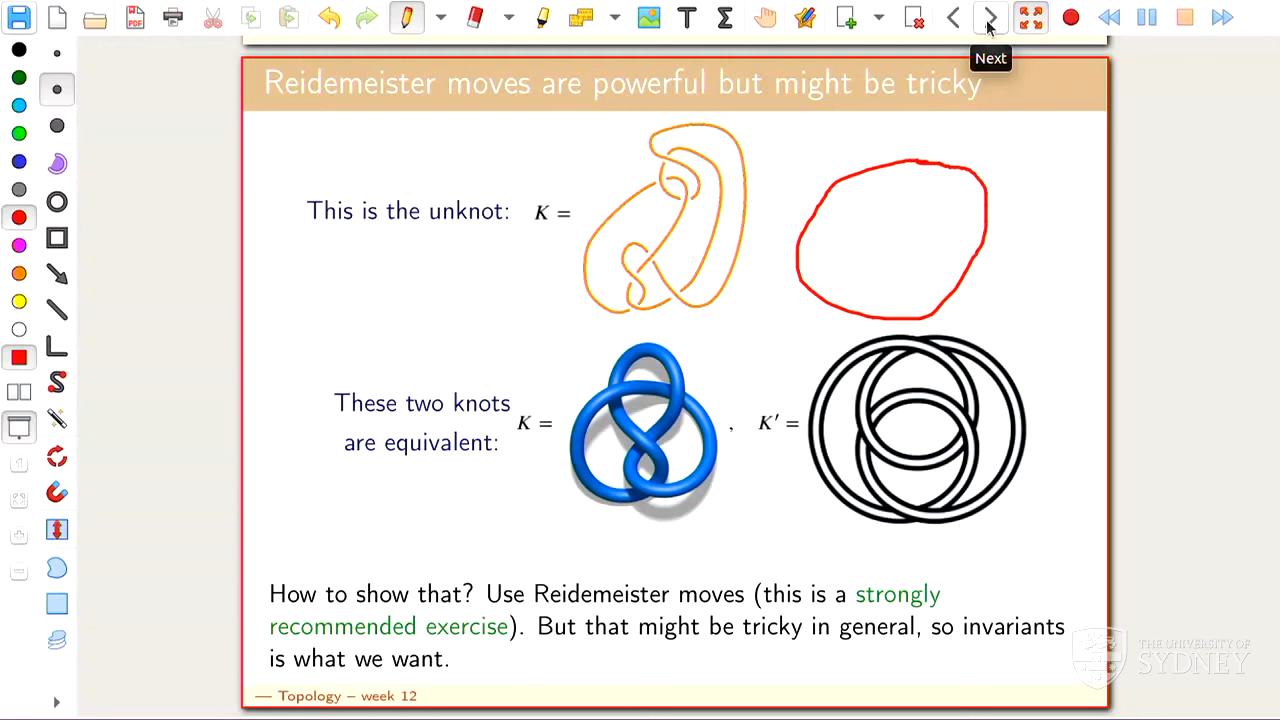 Next
Reidemeister moves are powerful but might be tricky
This is the unknot: K =
These two knots
are equivalent:
K = , K′ =
How to show that? Use Reidemeister moves (this is a strongly
recommended exercise). But that might be tricky in general, so invariants
is what we want.
— Topology – week 12
THE UNIVERSITY OF
SYDNEY